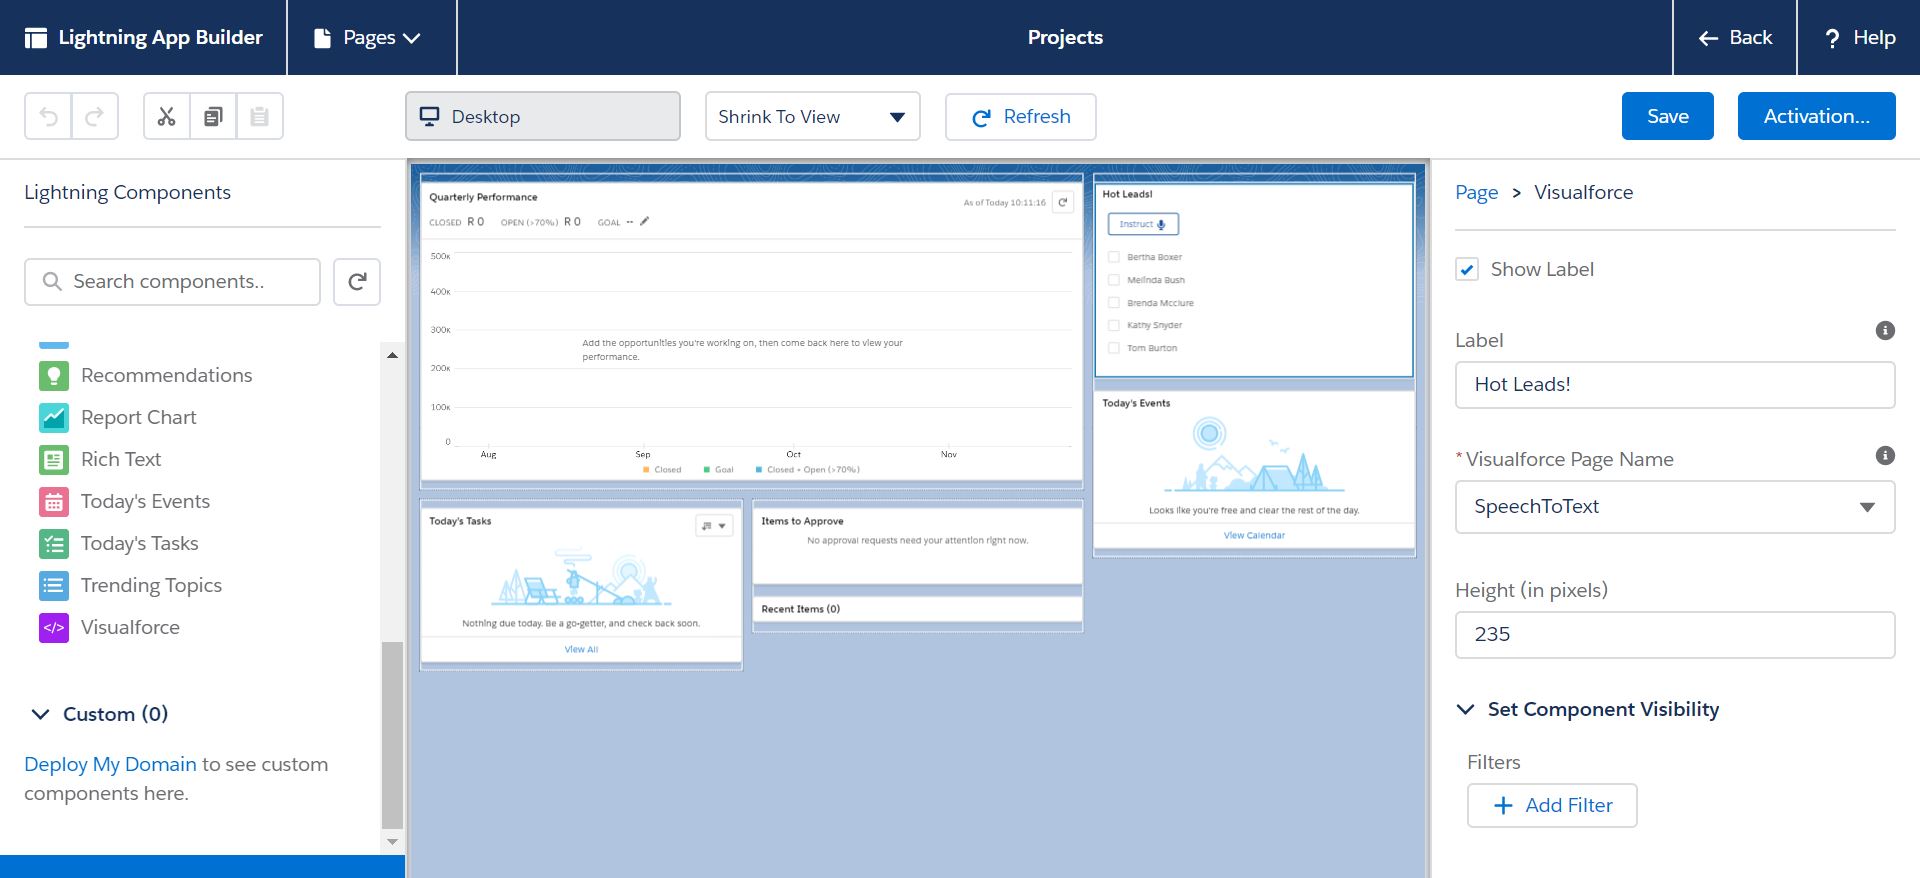 Lightning App Builder
Pages
Projects
Back
? Help
Desktop
Shrink To View
Refresh
Save
Activation...
Lightning Components
Search components..
Recommendations
Report Chart
Rich Text
Today's Events
Today's Tasks
Trending Topics
</> Visualforce
Custom (0)
Deploy My Domain to see custom
components here.
Quarterly Performance
As of Today 10:11:16
CLOSED R 0 OPEN (>70%) R 0 GOAL --
500K
400K
300K
200K
100K
0
Add the opportunities you're working on, then come back here to view your
performance.
Aug Sep Oct Nov
Closed Goal Closed + Open (>70%)
Hot Leads!
Instruct
Bertha Boxer
Melinda Bush
Brenda Mcclure
Kathy Snyder
Tom Burton
Today's Events
Looks like you're free and clear the rest of the day.
View Calendar
Today's Tasks
Nothing due today. Be a go-getter, and check back soon.
View All
Items to Approve
No approval requests need your attention right now.
Recent Items (0)
Page > Visualforce
Show Label
Label
Hot Leads!
*Visualforce Page Name
SpeechToText
Height (in pixels)
235
Set Component Visibility
Filters
+ Add Filter